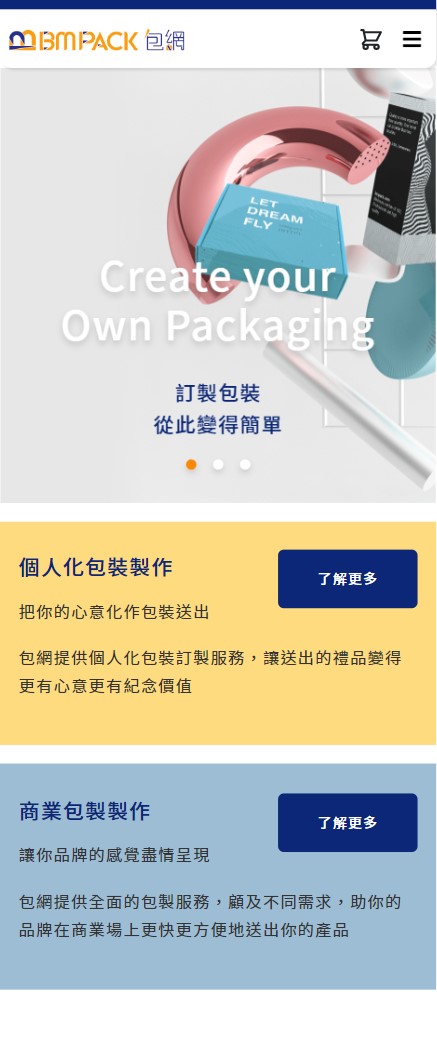 BMPACK 包網
LET
DREAM
FLY
Create your
Own Packaging
訂製包裝
從此變得簡單
個人化包裝製作
了解更多
把你的心意化作包裝送出
包網提供個人化包裝訂製服務，讓送出的禮品變得
更有心意更有紀念價值
商業包製製作
了解更多
讓你品牌的感覺盡情呈現
包網提供全面的包製服務，顧及不同需求，助你的
品牌在商業場上更快更方便地送出你的產品